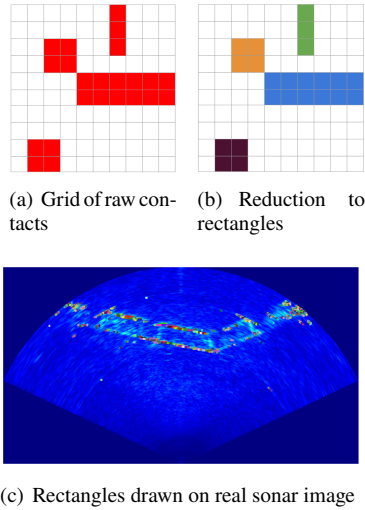 (a) Grid of raw con-
tacts
(b) Reduction to
rectangles
(c) Rectangles drawn on real sonar image